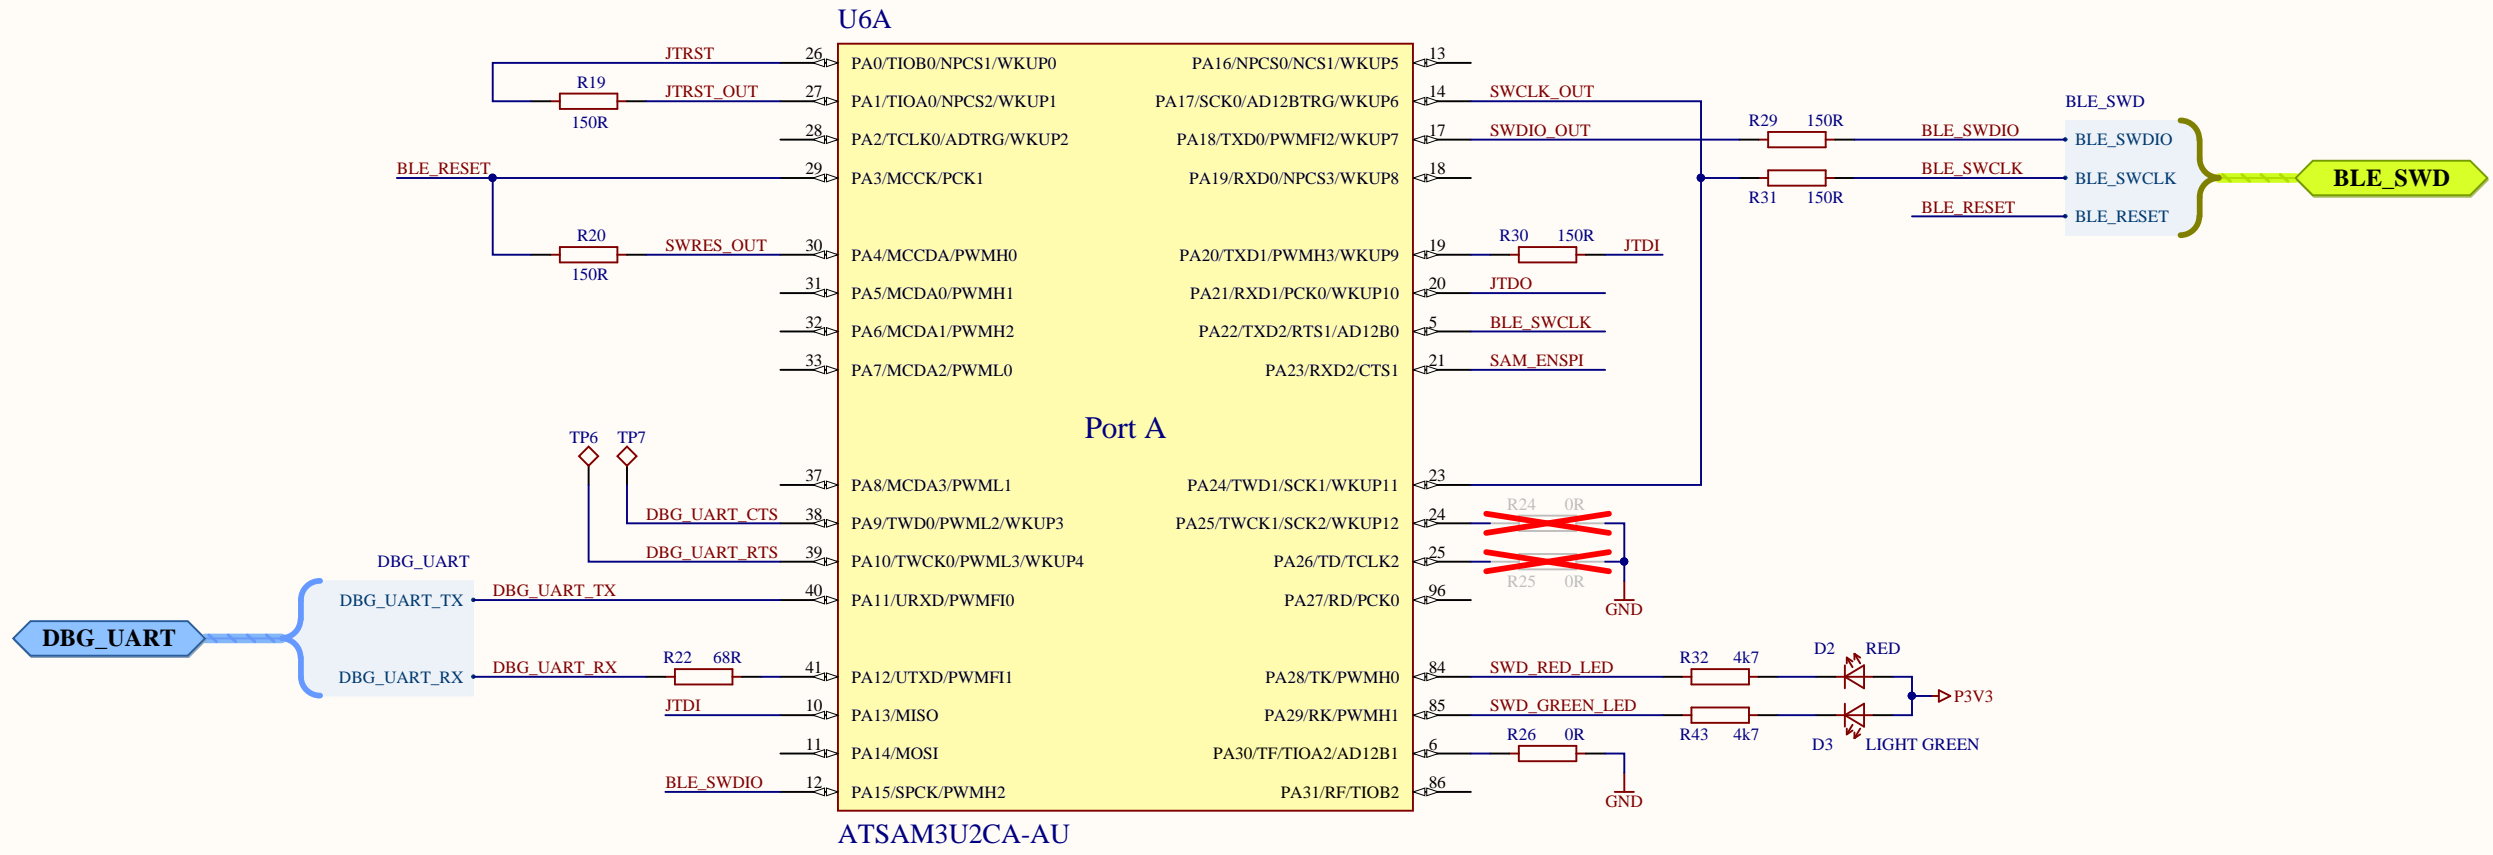 U6A
JTRST
26
PA0/TIOB0/NPCS1/WKUP0
R19
150R
JTRST_OUT
27
PA1/TIOA0/NPCS2/WKUP1
28
PA2/TCLK0/ADTRG/WKUP2
BLE_RESET
29
PA3/MCCK/PCK1
R20
150R
SWRES_OUT
30
PA4/MCCDA/PWMH0
31
PA5/MCDA0/PWMH1
32
PA6/MCDA1/PWMH2
33
PA7/MCDA2/PWML0
Port A
TP6
TP7
37
PA8/MCDA3/PWML1
DBG_UART_CTS
38
PA9/TWD0/PWML2/WKUP3
DBG_UART_RTS
39
PA10/TWCK0/PWML3/WKUP4
DBG_UART
DBG_UART
DBG_UART_TX
DBG_UART_TX
40
PA11/URXD/PWMFI0
DBG_UART_RX
DBG_UART_RX
R22
68R
41
PA12/UTXD/PWMFI1
JTDI
10
PA13/MISO
11
PA14/MOSI
BLE_SWDIO
12
PA15/SPCK/PWMH2
PA16/NPCS0/NCS1/WKUP5
13
PA17/SCK0/AD12BTRG/WKUP6
14
SWCLK_OUT
PA18/TXD0/PWMFI2/WKUP7
17
SWDIO_OUT
R29
150R
BLE_SWDIO
PA19/RXD0/NPCS3/WKUP8
18
R31
150R
BLE_SWCLK
BLE_RESET
BLE_SWD
BLE_SWDIO
BLE_SWCLK
BLE_RESET
BLE_SWD
PA20/TXD1/PWMH3/WKUP9
19
R30
150R
JTDI
PA21/RXD1/PCK0/WKUP10
20
JTDO
PA22/TXD2/RTS1/AD12B0
5
BLE_SWCLK
PA23/RXD2/CTS1
21
SAM_ENSPI
PA24/TWD1/SCK1/WKUP11
23
PA25/TWCK1/SCK2/WKUP12
24
R24
0R
PA26/TD/TCLK2
25
R25
0R
GND
PA27/RD/PCK0
96
PA28/TK/PWMH0
84
SWD_RED_LED
R32
4k7
D2
RED
P3V3
PA29/RK/PWMH1
85
SWD_GREEN_LED
R43
4k7
D3
LIGHT GREEN
PA30/TF/TIOA2/AD12B1
6
R26
0R
GND
PA31/RF/TIOB2
86
ATSAM3U2CA-AU